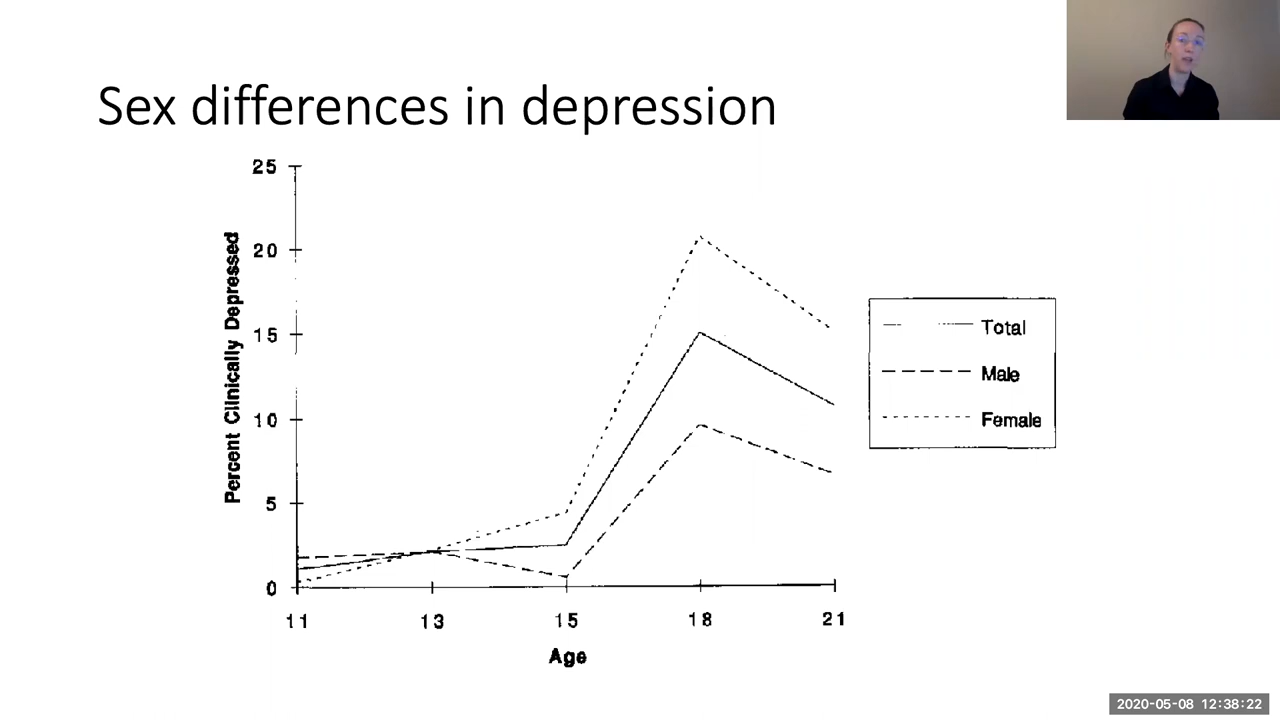 Sex differences in depression
25
20
15
10
5
0
Percent Clinically Depressed
11 13 15 18 21
Age
Total
Male
Female
2020-05-08 12:38:22